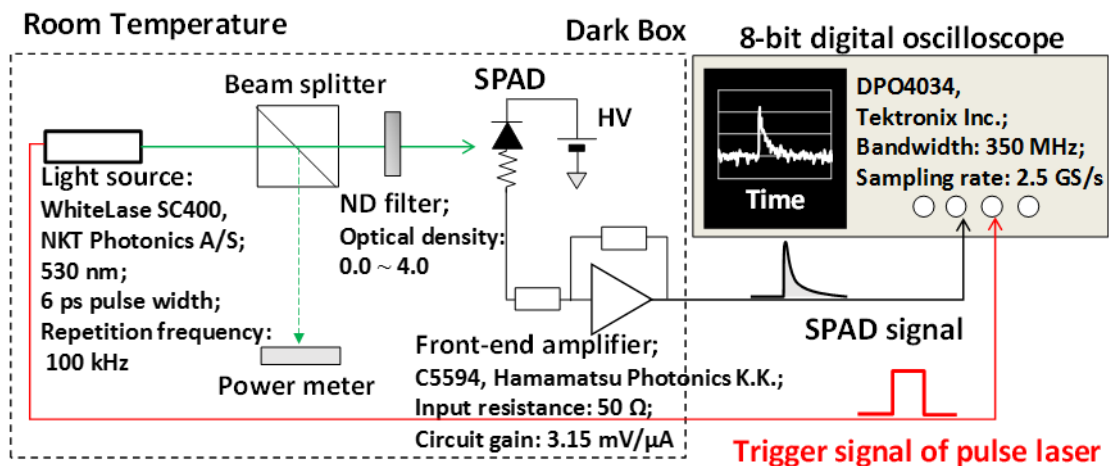 Room Temperature
Dark Box
8-bit digital oscilloscope
Beam splitter
SPAD
HV
DPO4034,
Tektronix Inc.;
Bandwidth: 350 MHz;
Sampling rate: 2.5 GS/s
Time
Light source:
WhiteLase SC400,
NKT Photonics A/S;
530 nm;
6 ps pulse width;
Repetition frequency:
100 kHz
ND filter;
Optical density:
0.0 ~ 4.0
Power meter
Front-end amplifier;
C5594, Hamamatsu Photonics K.K.;
Input resistance: 50 Ω;
Circuit gain: 3.15 mV/μA
SPAD signal
Trigger signal of pulse laser